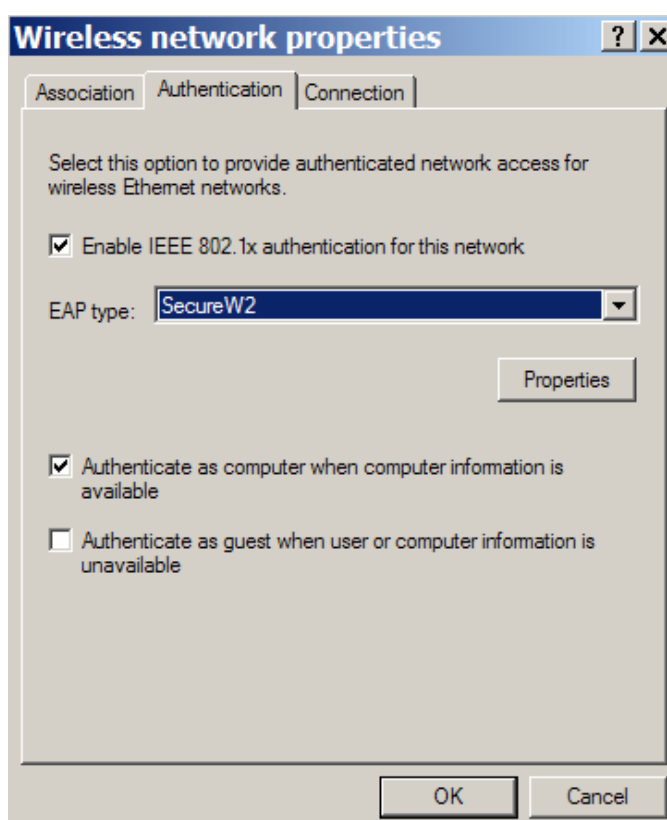 Wireless network properties
Association Authentication Connection
Select this option to provide authenticated network access for
wireless Ethernet networks.
Enable IEEE 802.1x authentication for this network
EAP type: SecureW2
Properties
Authenticate as computer when computer information is
available
Authenticate as guest when user or computer information is
unavailable
OK Cancel